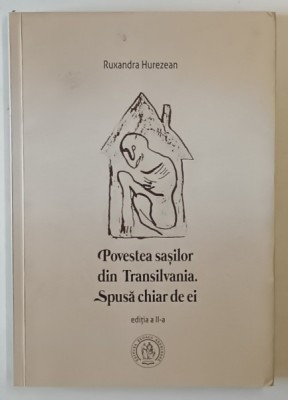 Ruxandra Hurezean
Povestea sașilor
din Transilvania.
Spusă chiar de ei
ediția a II-a